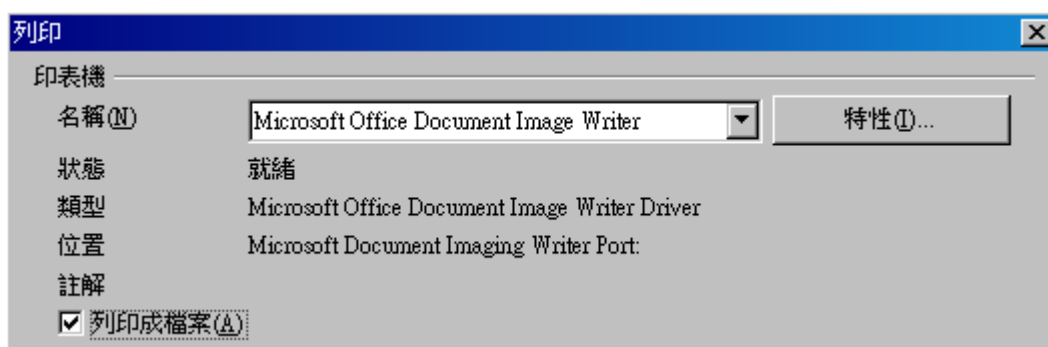 列印
印表機
名稱(N) Microsoft Office Document Image Writer 特性(I)...
狀態 就緒
類型 Microsoft Office Document Image Writer Driver
位置 Microsoft Document Imaging Writer Port:
註解
列印成檔案(A)